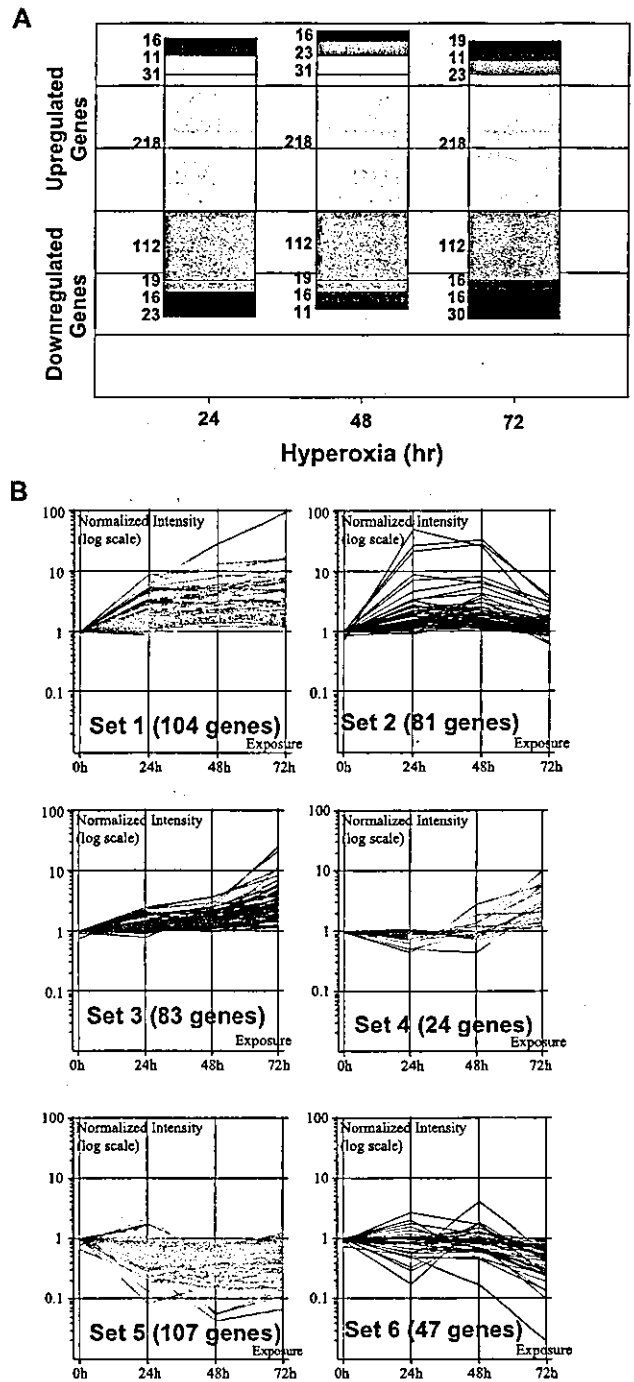 A
Upregulated
Genes
Downregulated
Genes
16
11
31
218
112
19
16
23
16
23
31
218
112
19
16
11
19
11
23
218
112
16
16
30
24
48
72
Hyperoxia (hr)
B
100
10
1
0.1
Normalized Intensity
(log scale)
Set 1 (104 genes)
Exposure
0h 24h 48h 72h
100
10
1
0.1
Normalized Intensity
(log scale)
Set 2 (81 genes)
Exposure
0h 24h 48h 72h
100
10
1
0.1
Normalized Intensity
(log scale)
Set 3 (83 genes)
Exposure
0h 24h 48h 72h
100
10
1
0.1
Normalized Intensity
(log scale)
Set 4 (24 genes)
Exposure
0h 24h 48h 72h
100
10
1
0.1
Normalized Intensity
(log scale)
Set 5 (107 genes)
Exposure
0h 24h 48h 72h
100
10
1
0.1
Normalized Intensity
(log scale)
Set 6 (47 genes)
Exposure
0h 24h 48h 72h